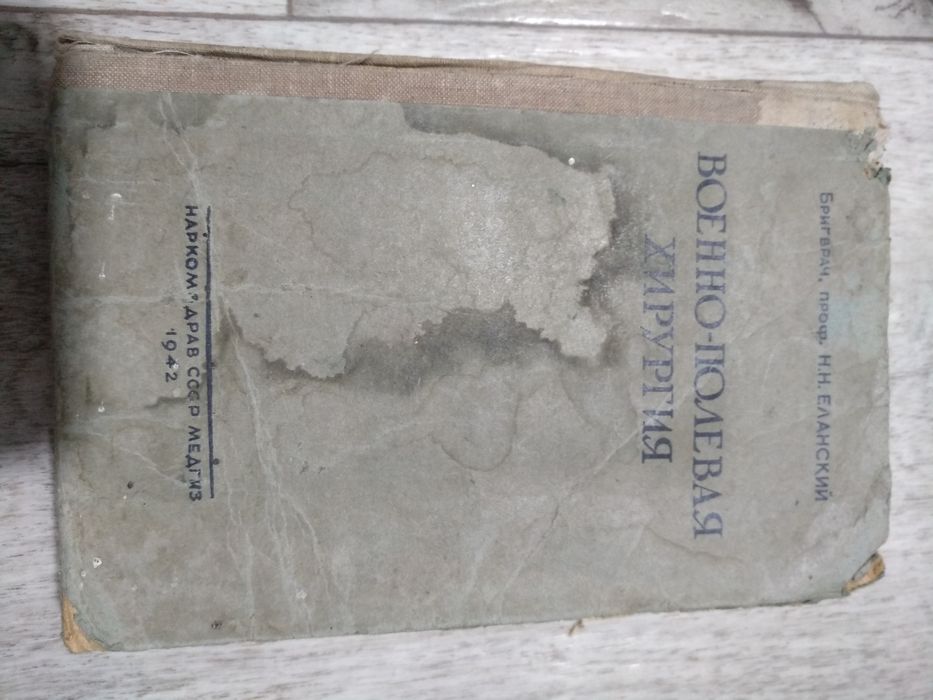 Бригврач, проф. Н.Н. ЕЛАНСКИЙ
ВОЕННО-ПОЛЕВАЯ
ХИРУРГИЯ
НАРКОМЗДРАВ СССР МЕДГИЗ
1942